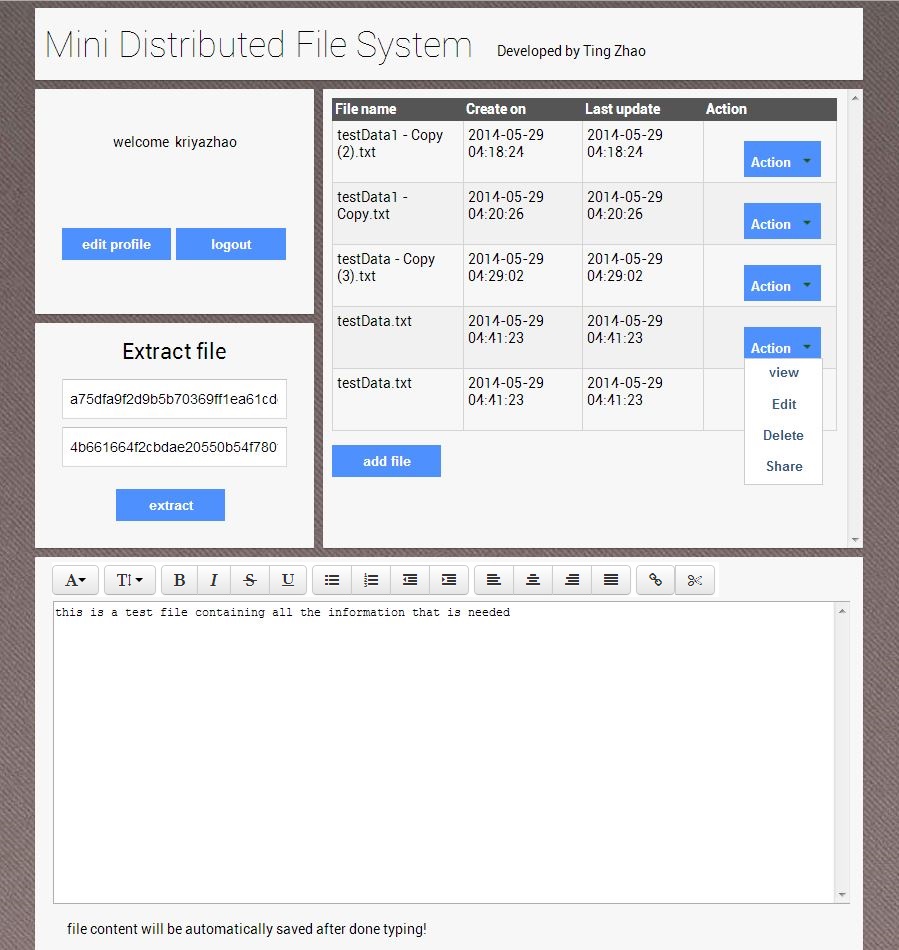 Mini Distributed File System Developed by Ting Zhao
welcome kriyazhao
edit profile logout
Extract file
a75dfa9f2d9b5b70369ff1ea61cd
4b661664f2cbdae20550b54f780
extract
File name Create on Last update Action
testData1 - Copy 2014-05-29 2014-05-29
(2).txt 04:18:24 04:18:24 Action
testData1 - 2014-05-29 2014-05-29
Copy.txt 04:20:26 04:20:26 Action
testData - Copy 2014-05-29 2014-05-29
(3).txt 04:29:02 04:29:02 Action
testData.txt 2014-05-29 2014-05-29
04:41:23 04:41:23 Action
view
testData.txt 2014-05-29 2014-05-29
04:41:23 04:41:23 Edit
Delete
Share
add file
A T B I S U
this is a test file containing all the information that is needed
file content will be automatically saved after done typing!